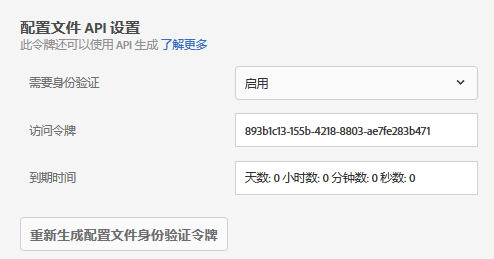 配置文件 API 设置
此令牌还可以使用 API 生成 了解更多
需要身份验证 启用
访问令牌 893b1c13-155b-4218-8803-ae7fe283b471
到期时间 天数: 0 小时数: 0 分钟数: 0 秒数: 0
重新生成配置文件身份验证令牌